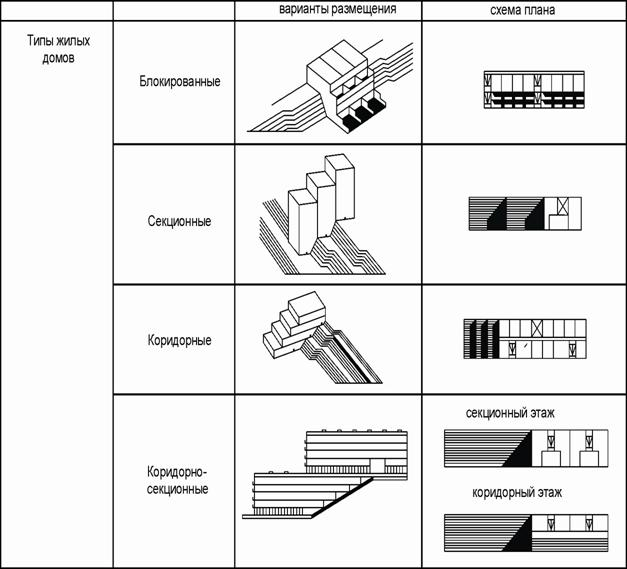 варианты размещения
схема плана
Типы жилых
домов
Блокированные
Секционные
Коридорные
Коридорно-
секционные
секционный этаж
коридорный этаж